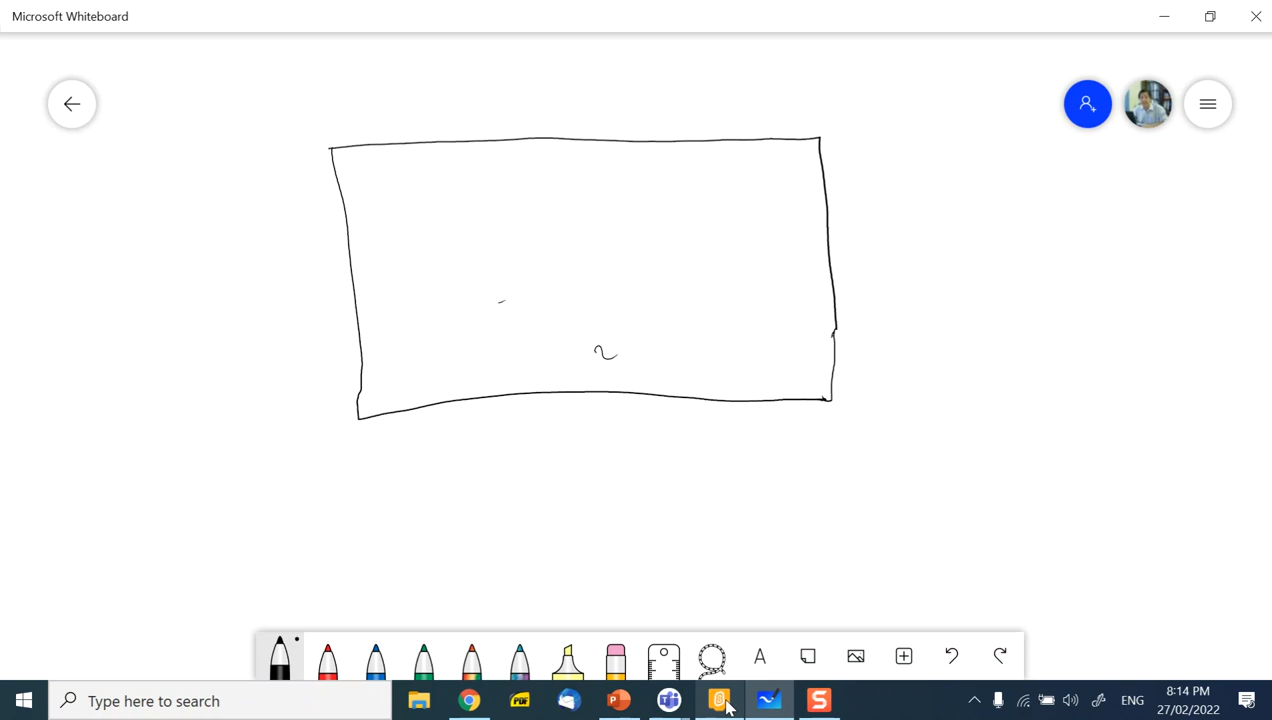 Microsoft Whiteboard
A
Type here to search
PDF
ENG
8:14 PM
27/02/2022